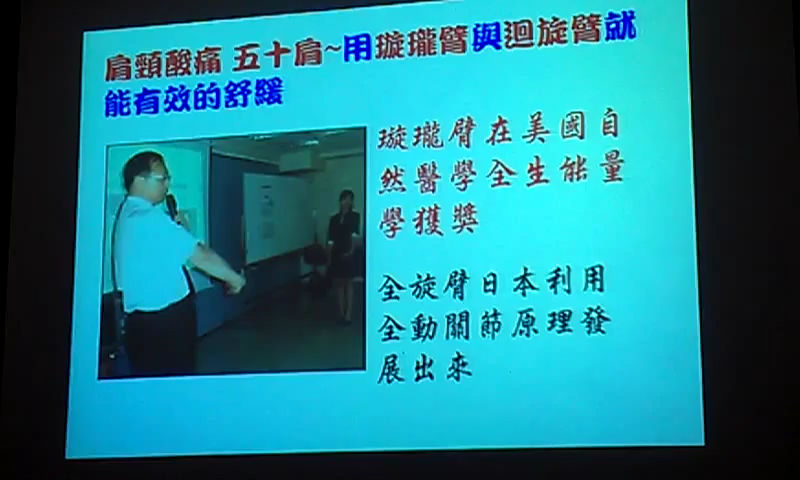 肩頸酸痛 五十肩~用璇瓏臂與迴旋臂就
能有效的舒緩
璇瓏臂在美國自
然醫學全生能量
學獲獎
全旋臂日本利用
全動關節原理發
展出來